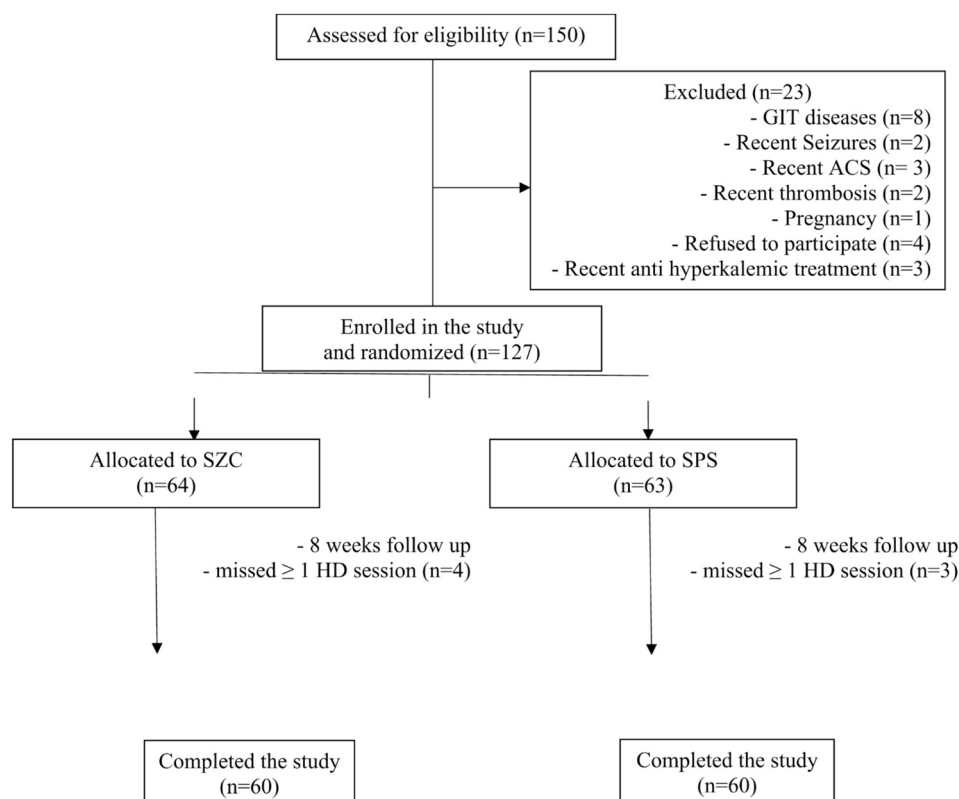 Assessed for eligibility (n=150)
Excluded (n=23)
- GIT diseases (n=8)
- Recent Seizures (n=2)
- Recent ACS (n= 3)
- Recent thrombosis (n=2)
- Pregnancy (n=1)
- Refused to participate (n=4)
- Recent anti hyperkalemic treatment (n=3)
Enrolled in the study
and randomized (n=127)
Allocated to SZC
(n=64)
Allocated to SPS
(n=63)
- 8 weeks follow up
- missed ≥ 1 HD session (n=4)
- 8 weeks follow up
- missed ≥ 1 HD session (n=3)
Completed the study
(n=60)
Completed the study
(n=60)